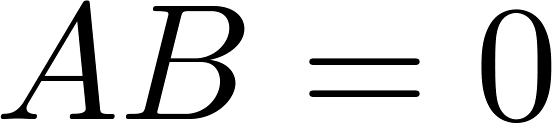 AB = 0